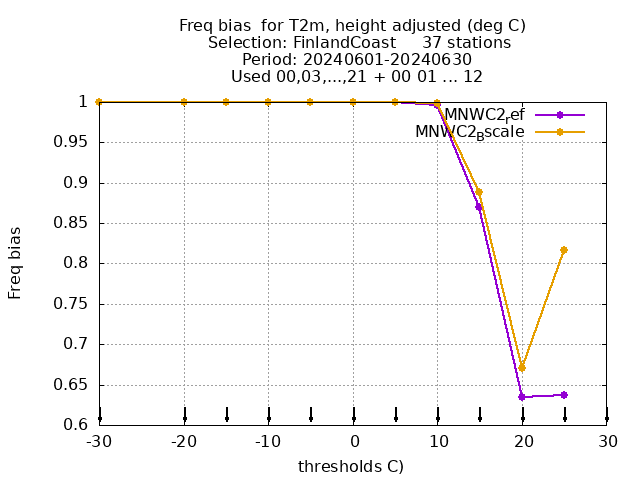 Freq bias  for T2m, height adjusted (deg C)
Selection: FinlandCoast     37 stations
Period: 20240601-20240630
Used 00,03,...,21 + 00 01 ... 12
MNWC2ref
MNWC2Bscale
1
0.95
0.9
0.85
0.8
0.75
0.7
0.65
0.6
Freq bias
-30 -20 -10 0 10 20 30
thresholds C)